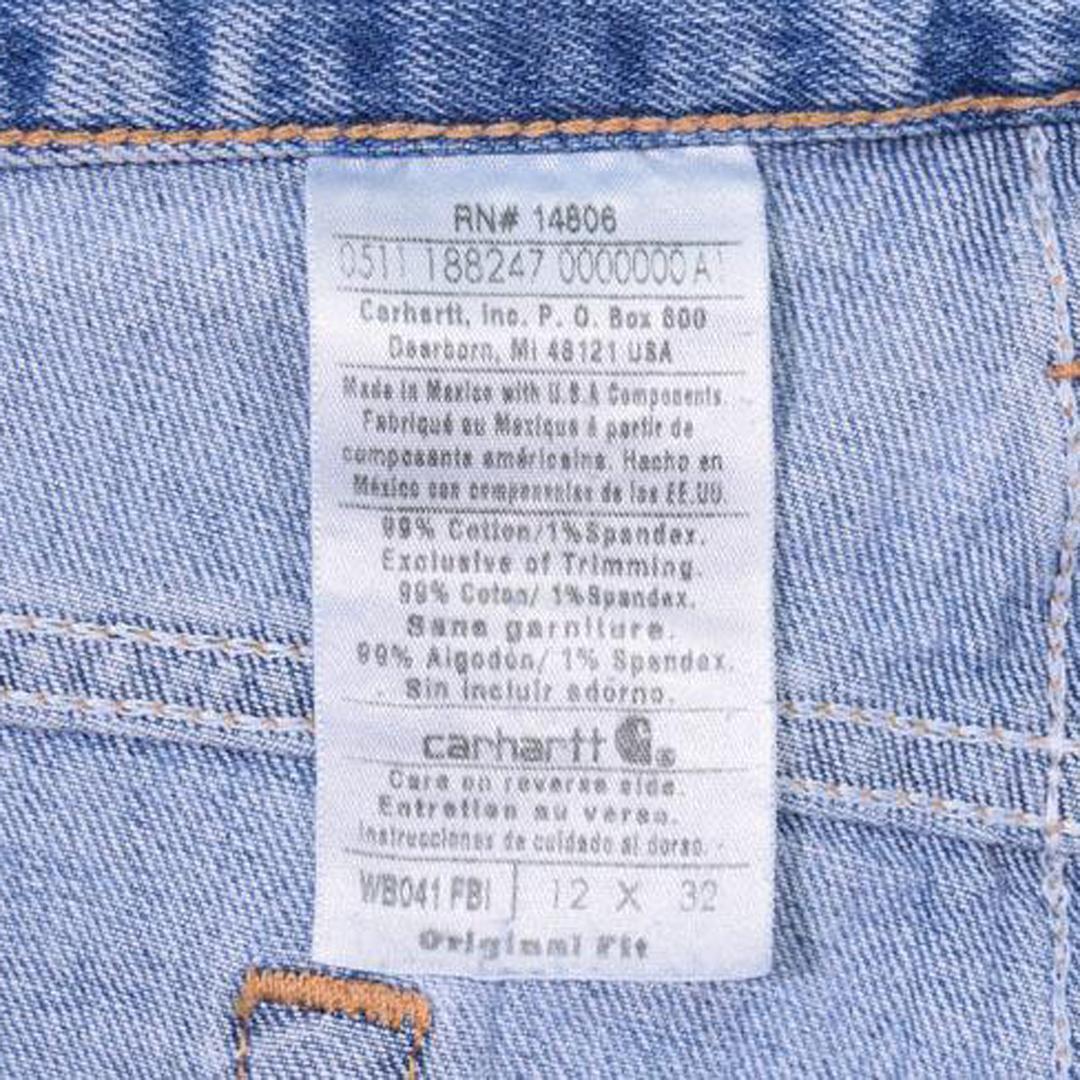 RN# 14806
0511 188247 0000000 A1
Carhartt, Inc. P. O. Box 600
Dearborn, MI 48121 USA
Made in Mexico with U.S.A Components.
Fabriqué au Mexique à partir de
composants américains. Hecho en
México con componentes de los EE.UU.
99% Cotton/1%Spandex.
Exclusive of Trimming.
99% Coton/ 1%Spandex.
Sans garniture.
99% Algodón/ 1% Spandex.
Sin incluir adorno.
carhartt
Care on reverse side.
Entretien au verso.
Instrucciones de cuidado al dorso.
WB041 PBI 12 X 32
Original Fit